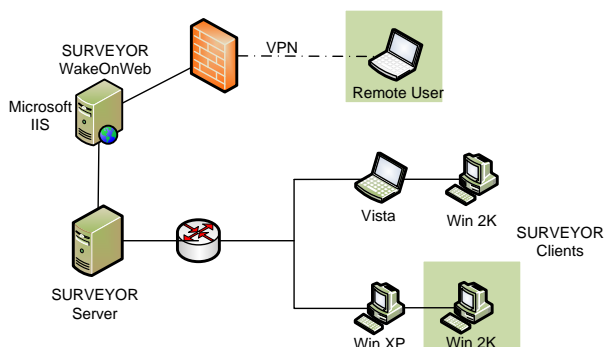 SURVEYOR
WakeOnWeb
VPN
Remote User
Microsoft
IIS
Vista
Win 2K
SURVEYOR
Clients
SURVEYOR
Server
Win XP
Win 2K